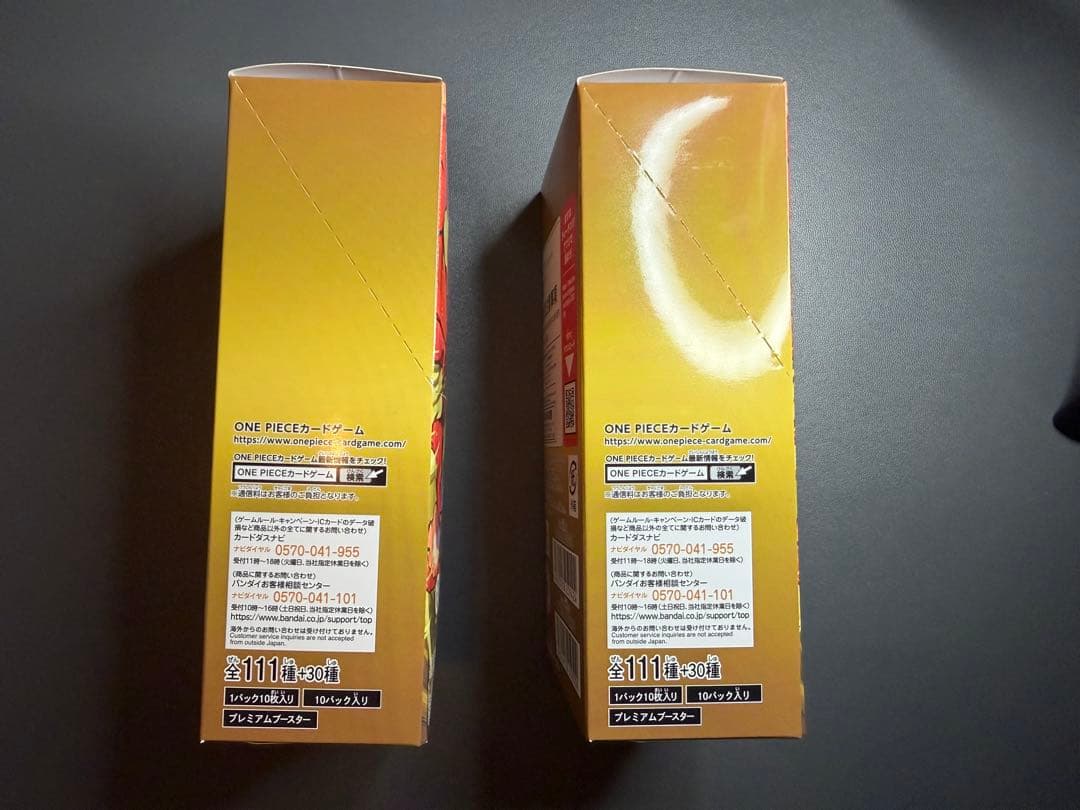 ONE PIECEカードゲーム
https://www.onepiece-cardgame.com/
ONE PIECEカードゲーム最新情報をチェック!
ONE PIECEカードゲーム 検索
※通信料はお客様のご負担となります。
(ゲームルール・キャンペーン・ICカードのデータ破
損など商品以外の全てに関するお問い合わせ)
カードダスナビ
ナビダイヤル 0570-041-955
受付11時~16時(火曜日、当社指定休業日を除く)
(商品に関するお問い合わせ)
バンダイお客様相談センター
ナビダイヤル 0570-041-101
受付10時~16時(土日祝日、当社指定休業日を除く)
https://www.bandai.co.jp/support/top
海外からのお問い合わせは受け付けておりません。
Customer service inquiries are not accepted
from outside Japan.
全111種+30種
1パック10枚入り 10パック入り
プレミアムブースター
ONE PIECEカードゲーム
https://www.onepiece-cardgame.com/
ONE PIECEカードゲーム最新情報をチェック!
ONE PIECEカードゲーム 検索
※通信料はお客様のご負担となります。
(ゲームルール・キャンペーン・ICカードのデータ破
損など商品以外の全てに関するお問い合わせ)
カードダスナビ
ナビダイヤル 0570-041-955
受付11時~16時(火曜日、当社指定休業日を除く)
(商品に関するお問い合わせ)
バンダイお客様相談センター
ナビダイヤル 0570-041-101
受付10時~16時(土日祝日、当社指定休業日を除く)
https://www.bandai.co.jp/support/top
海外からのお問い合わせは受け付けておりません。
Customer service inquiries are not accepted
from outside Japan.
全111種+30種
1パック10枚入り 10パック入り
プレミアムブースター